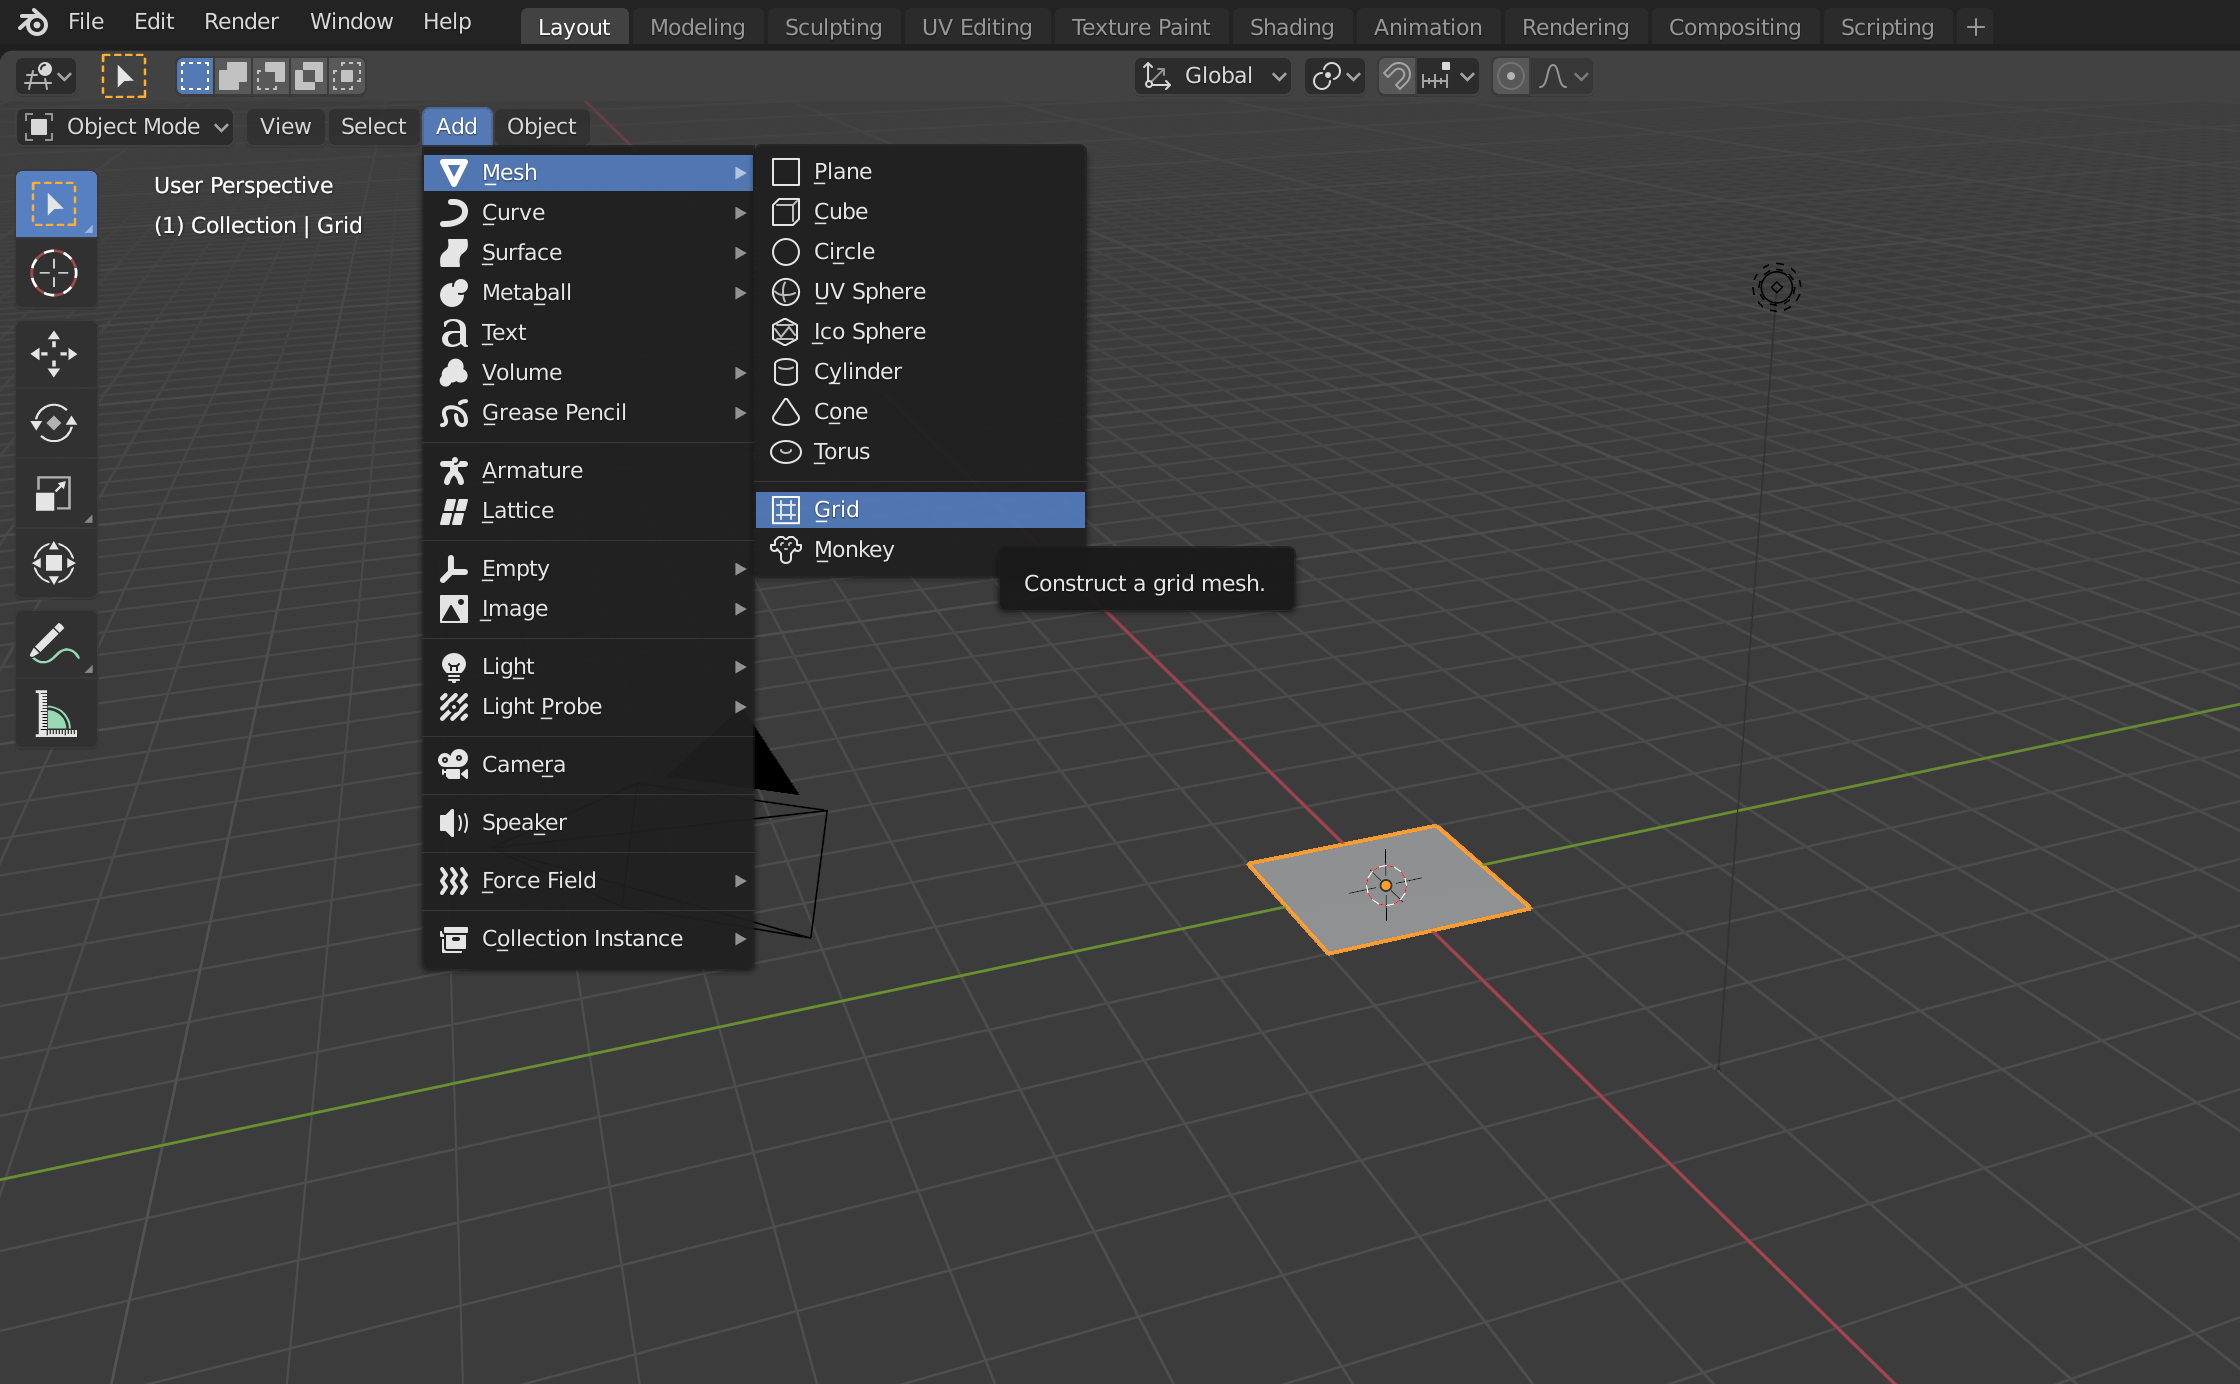 File Edit Render Window Help Layout Modeling Sculpting UV Editing Texture Paint Shading Animation Rendering Compositing Scripting +
Global
Object Mode View Select Add Object
User Perspective
(1) Collection | Grid
Mesh
Curve
Surface
Metaball
Text
Volume
Grease Pencil
Armature
Lattice
Empty
Image
Light
Light Probe
Camera
Speaker
Force Field
Collection Instance
Plane
Cube
Circle
UV Sphere
Ico Sphere
Cylinder
Cone
Torus
Grid
Monkey
Construct a grid mesh.